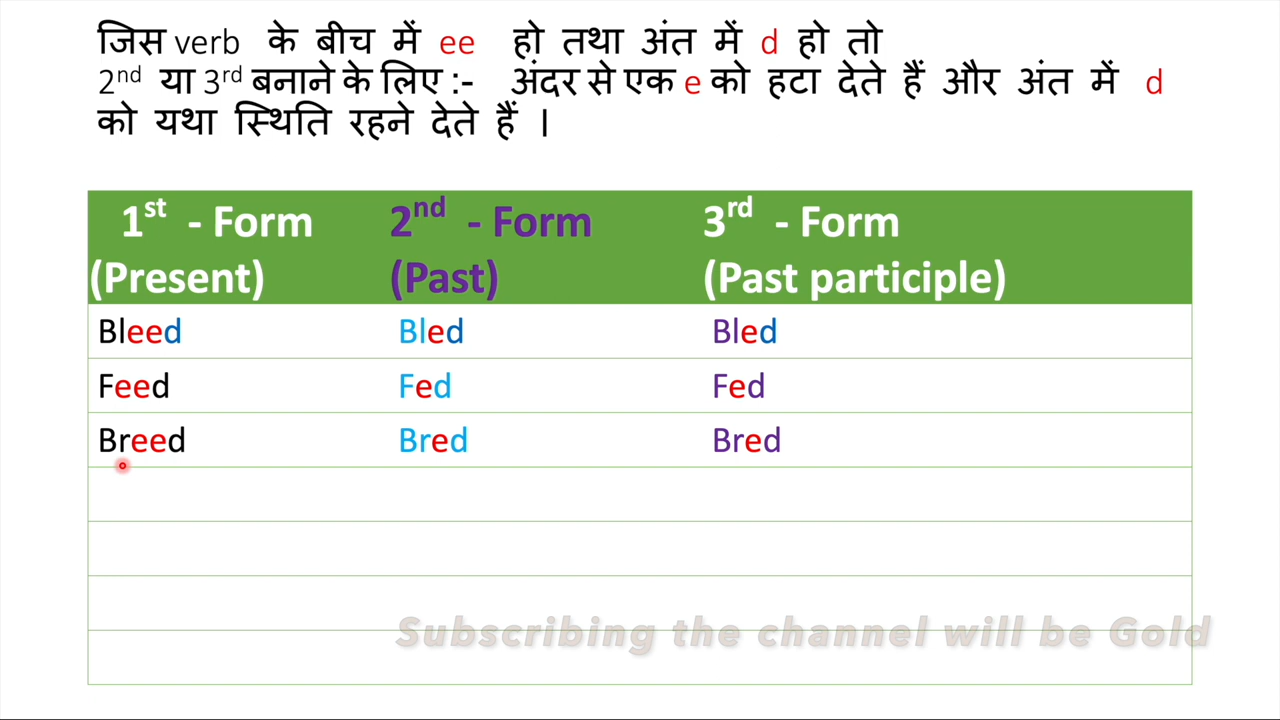 जिस verb के बीच में ee हो तथा अंत में d हो तो
2nd या 3rd बनाने के लिए :- अंदर से एक e को हटा देते हैं और अंत में d
को यथा स्थिति रहने देते हैं ।
1st - Form 2nd - Form 3rd - Form
(Present) (Past) (Past participle)
Bleed Bled Bled
Feed Fed Fed
Breed Bred Bred
Subscribing the channel will be Gold